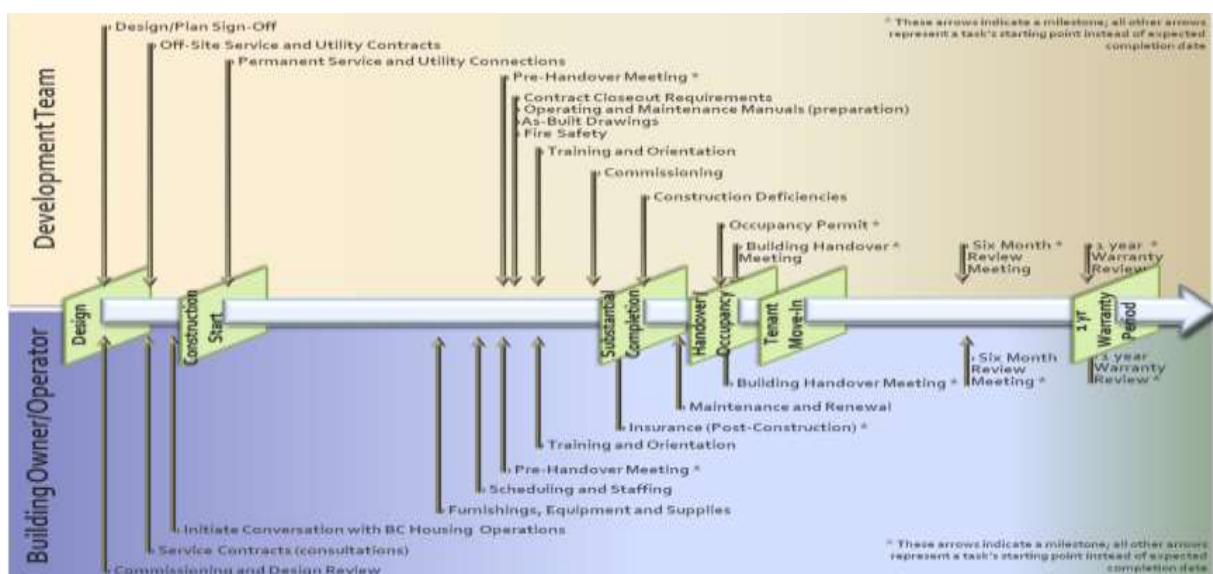 Design/Plan Sign-Off
* These arrows indicate a milestone; all other arrows
represent a task's starting point instead of expected
completion date
Off-Site Service and Utility Contracts
Permanent Service and Utility Connections
Pre-Handover Meeting *
Contract Closeout Requirements
Operating and Maintenance Manuals (preparation)
As-Built Drawings
Fire Safety
Training and Orientation
Commissioning
Construction Deficiencies
Occupancy Permit *
Building Handover *
Meeting
Six Month *
Review
Meeting
1 year *
Warranty
Review
Development Team
Design
Construction
Start
Substantial
Completion
Handover/
Occupancy
Tenant
Move-In
1 yr
Warranty
Period
Building Owner/Operator
Six Month
Review
Meeting *
1 year
Warranty
Review *
Building Handover Meeting *
Maintenance and Renewal
Insurance (Post-Construction) *
Training and Orientation
Pre-Handover Meeting *
Scheduling and Staffing
Furnishings, Equipment and Supplies
Initiate Conversation with BC Housing Operations
Service Contracts (consultations)
Commissioning and Design Review
* These arrows indicate a milestone; all other arrows
represent a task's starting point instead of expected
completion date